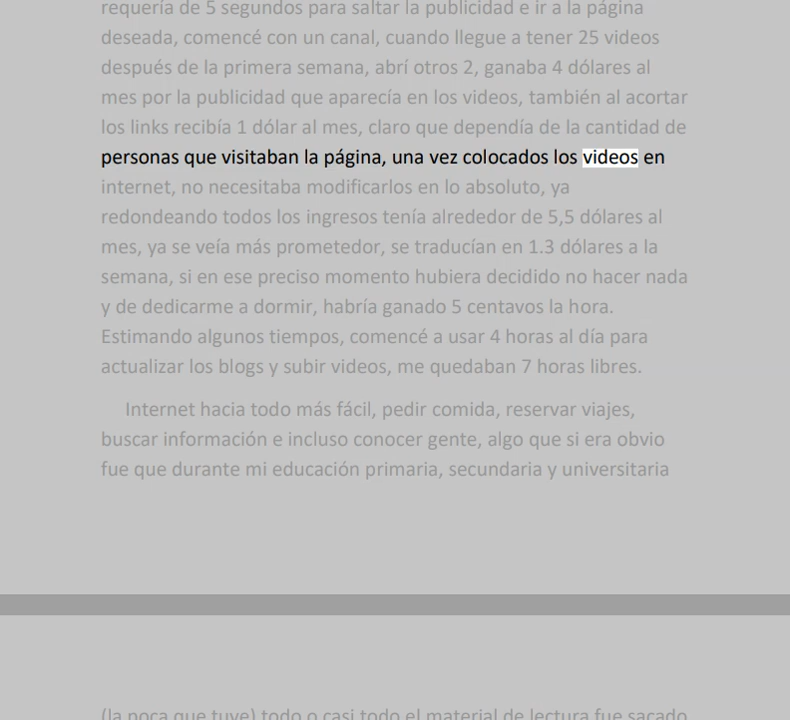 requería de 5 segundos para saltar la publicidad e ir a la página
deseada, comencé con un canal, cuando llegue a tener 25 videos
después de la primera semana, abrí otros 2, ganaba 4 dólares al
mes por la publicidad que aparecía en los videos, también al acortar
los links recibía 1 dólar al mes, claro que dependía de la cantidad de
personas que visitaban la página, una vez colocados los videos en
internet, no necesitaba modificarlos en lo absoluto, ya
redondeando todos los ingresos tenía alrededor de 5,5 dólares al
mes, ya se veía más prometedor, se traducían en 1.3 dólares a la
semana, si en ese preciso momento hubiera decidido no hacer nada
y de dedicarme a dormir, habría ganado 5 centavos la hora.
Estimando algunos tiempos, comencé a usar 4 horas al día para
actualizar los blogs y subir videos, me quedaban 7 horas libres.
Internet hacia todo más fácil, pedir comida, reservar viajes,
buscar información e incluso conocer gente, algo que si era obvio
fue que durante mi educación primaria, secundaria y universitaria
(la poca que tuve) todo o casi todo el material de lectura fue sacado